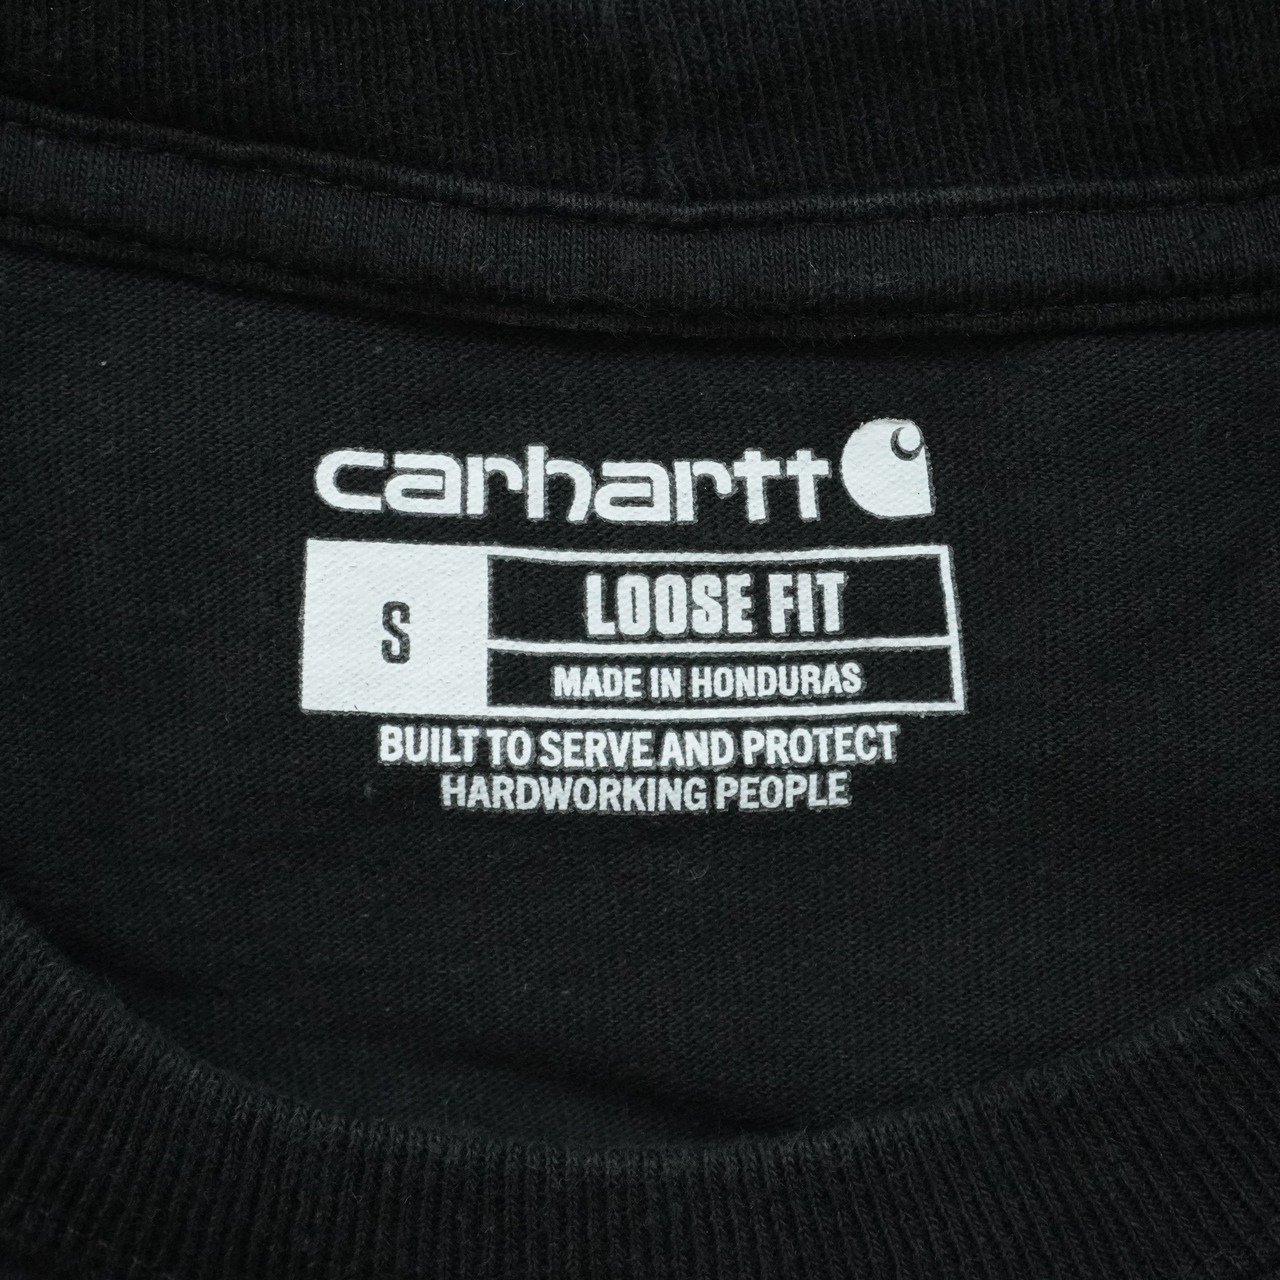 carhartt
S
LOOSE FIT
MADE IN HONDURAS
BUILT TO SERVE AND PROTECT
HARDWORKING PEOPLE